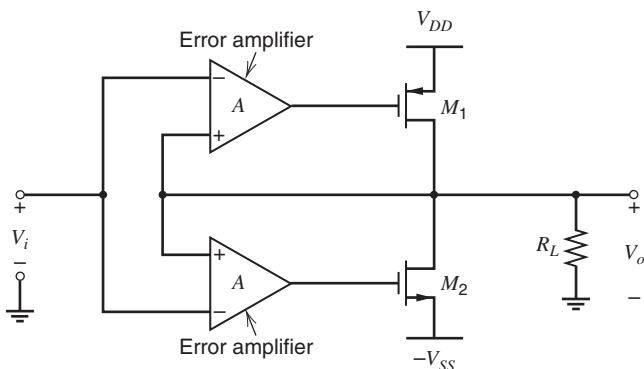 Error amplifier
V_DD
−
A
M_1
+
+
V_i
−
+
A
−
M_2
R_L
+
V_o
−
Error amplifier
−V_SS